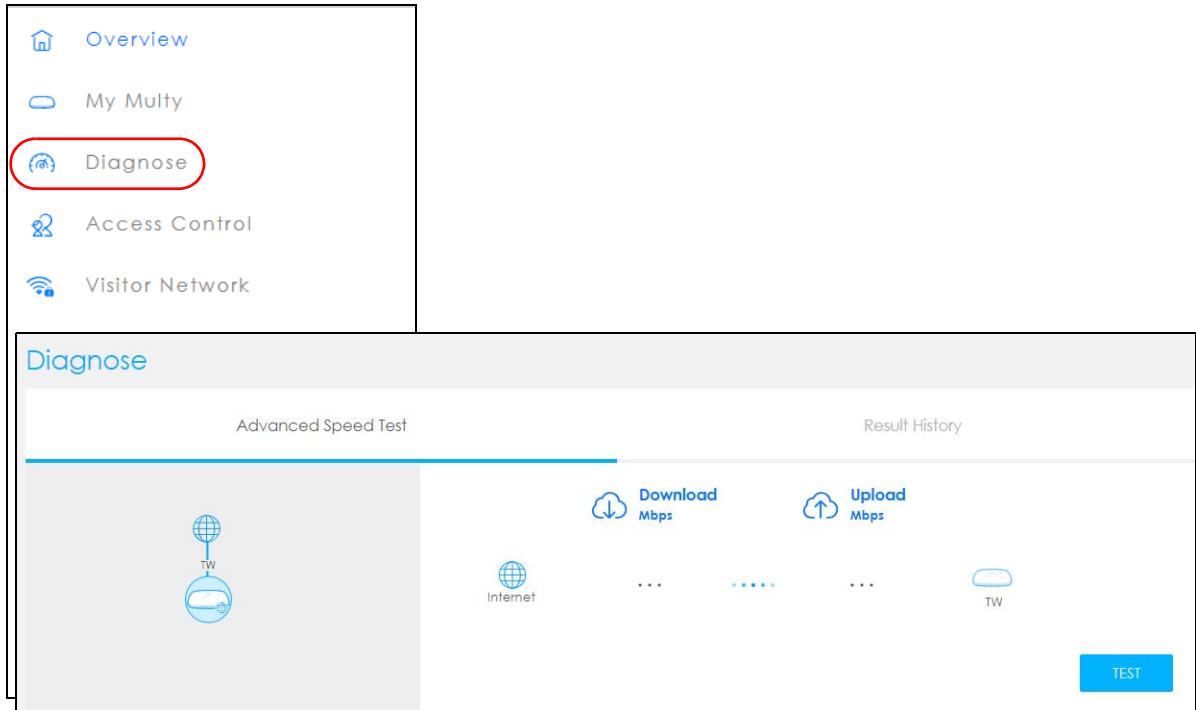 Overview
My Multy
Diagnose
Access Control
Visitor Network
Diagnose
Advanced Speed Test
Result History
Download
Mbps
Upload
Mbps
TW
Internet
...
...
TW
TEST